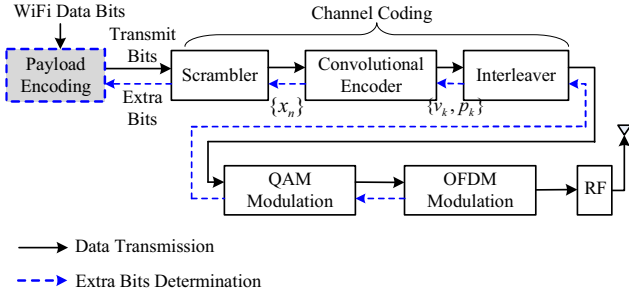 WiFi Data Bits
Channel Coding
Transmit
Bits
Payload
Encoding
Scrambler
Convolutional
Encoder
Interleaver
Extra
Bits
{x_n}
{v_k, p_k}
QAM
Modulation
OFDM
Modulation
RF
Data Transmission
Extra Bits Determination